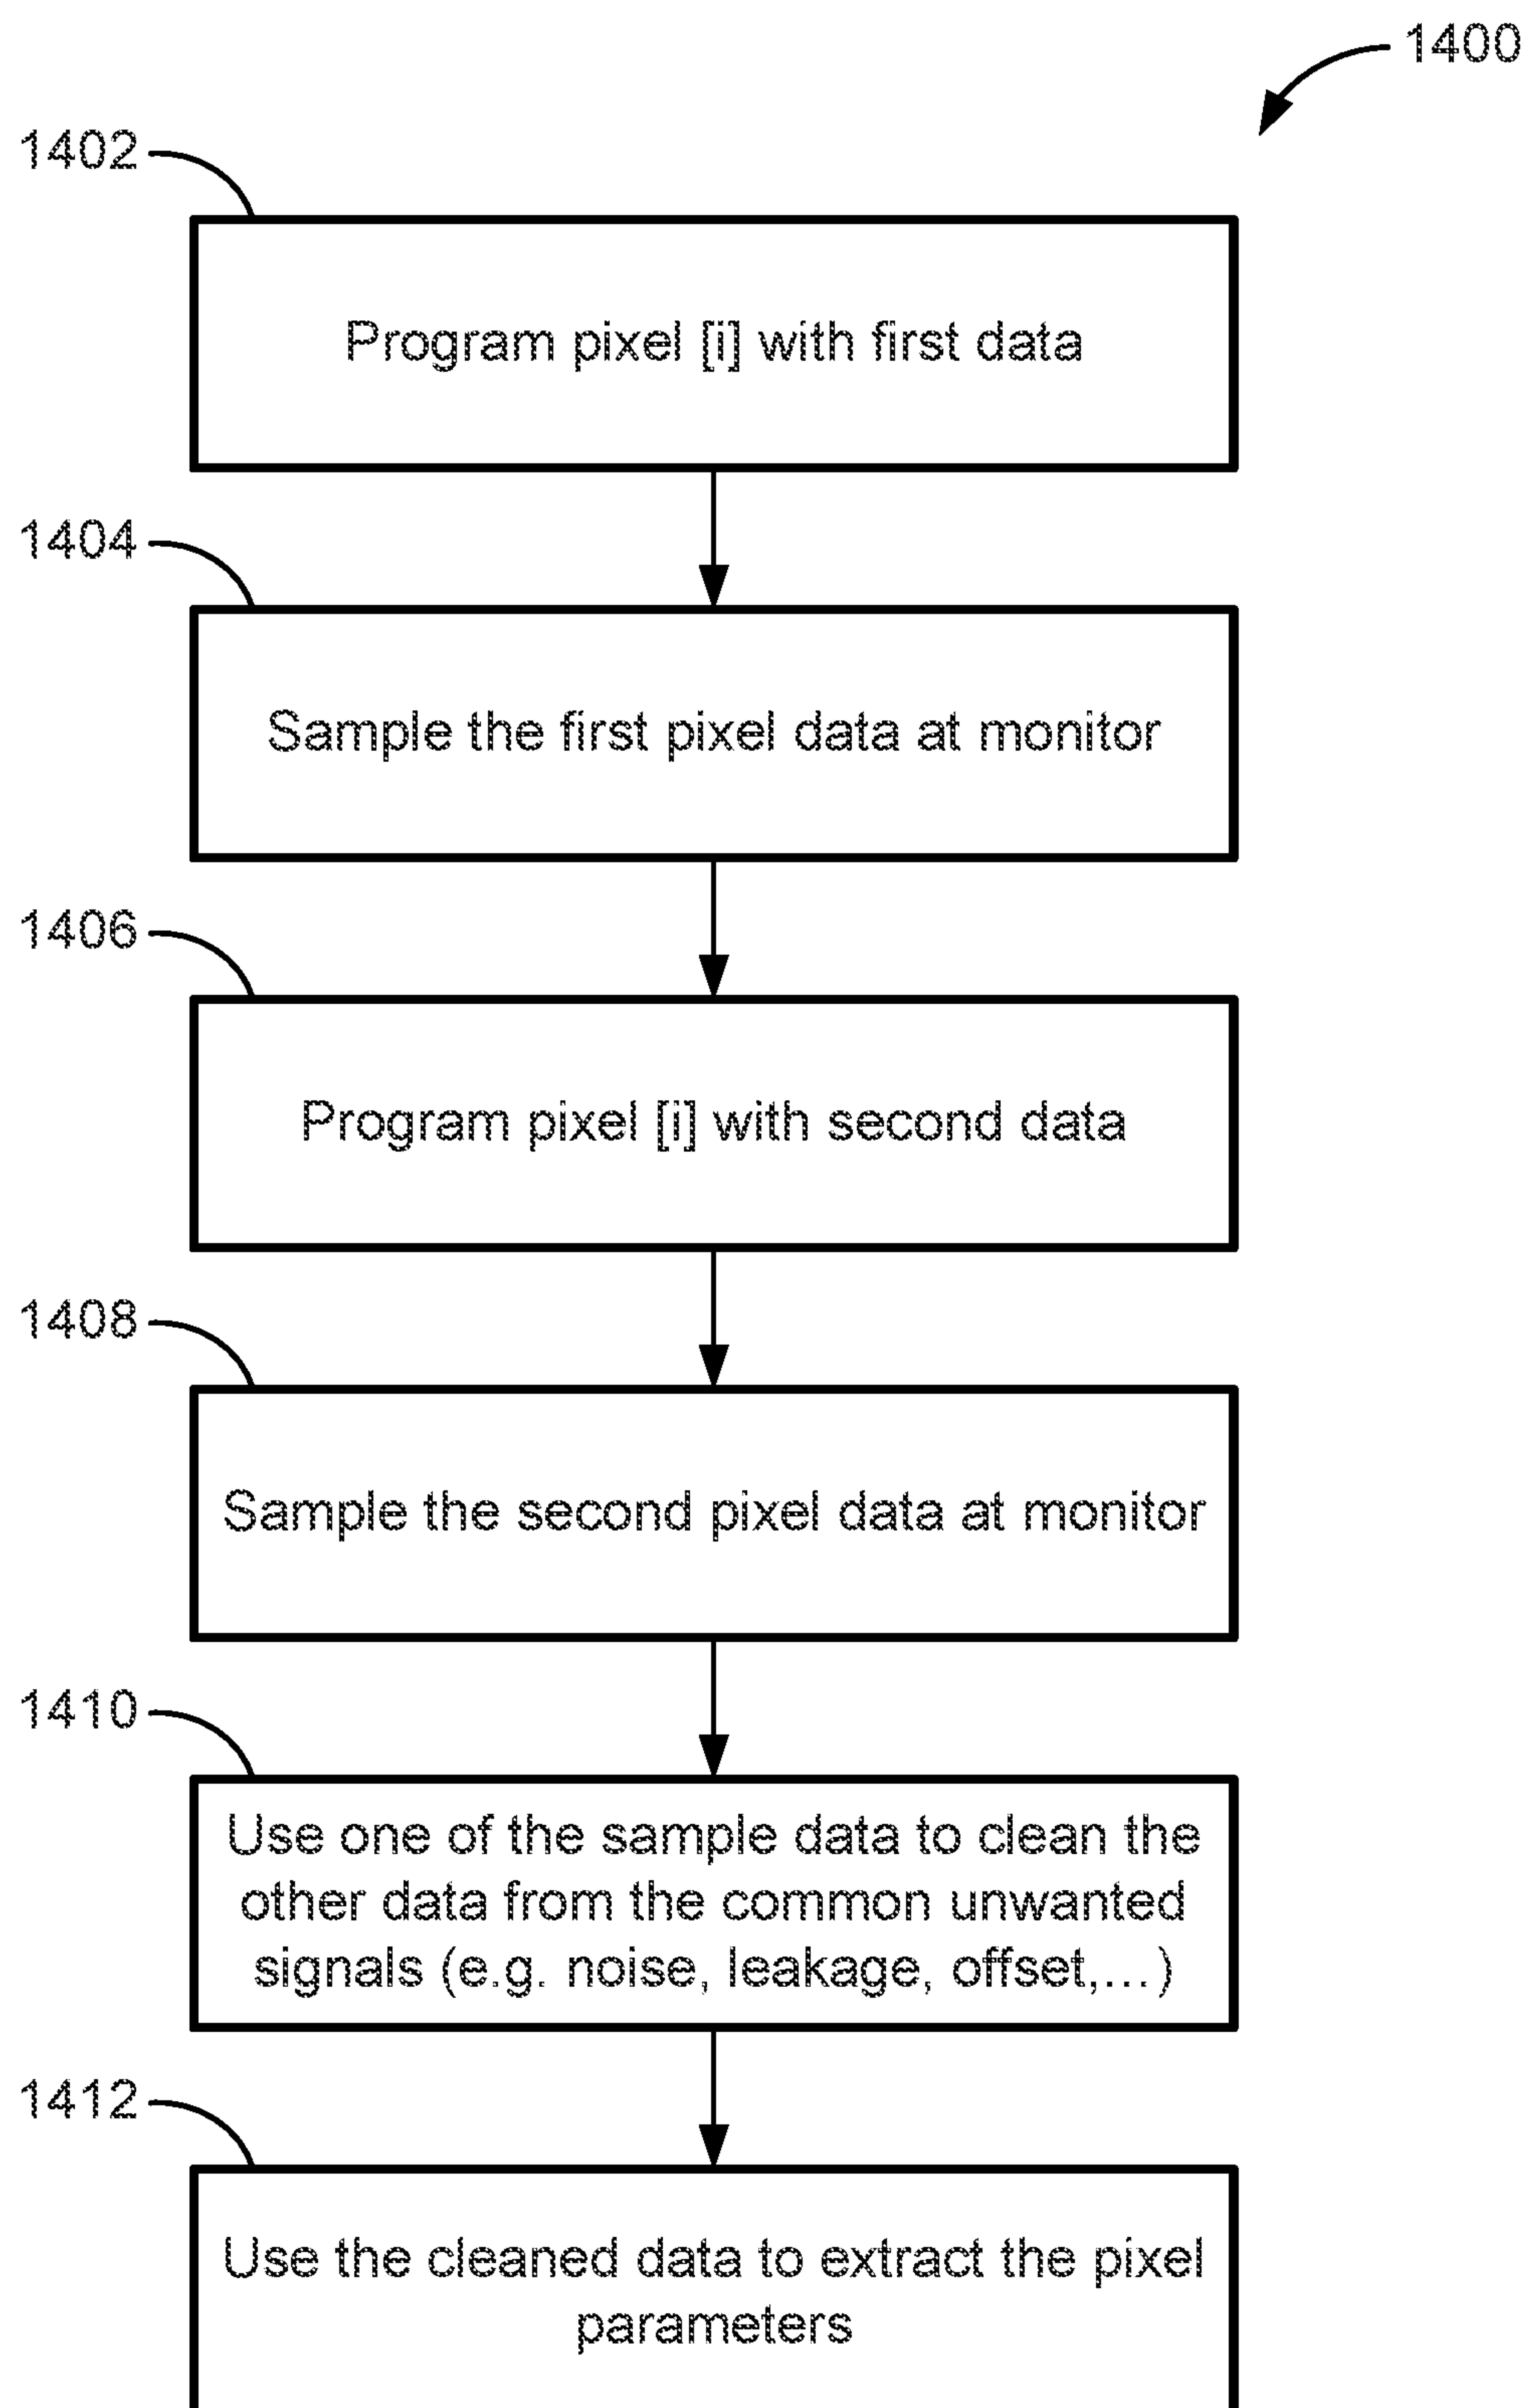 1400
1402
Program pixel [i] with first data
1404
Sample the first pixel data at monitor
1406
Program pixel [i] with second data
1408
Sample the second pixel data at monitor
1410
Use one of the sample data to clean the
other data from the common unwanted
signals (e.g. noise, leakage, offset,...)
1412
Use the cleaned data to extract the pixel
parameters